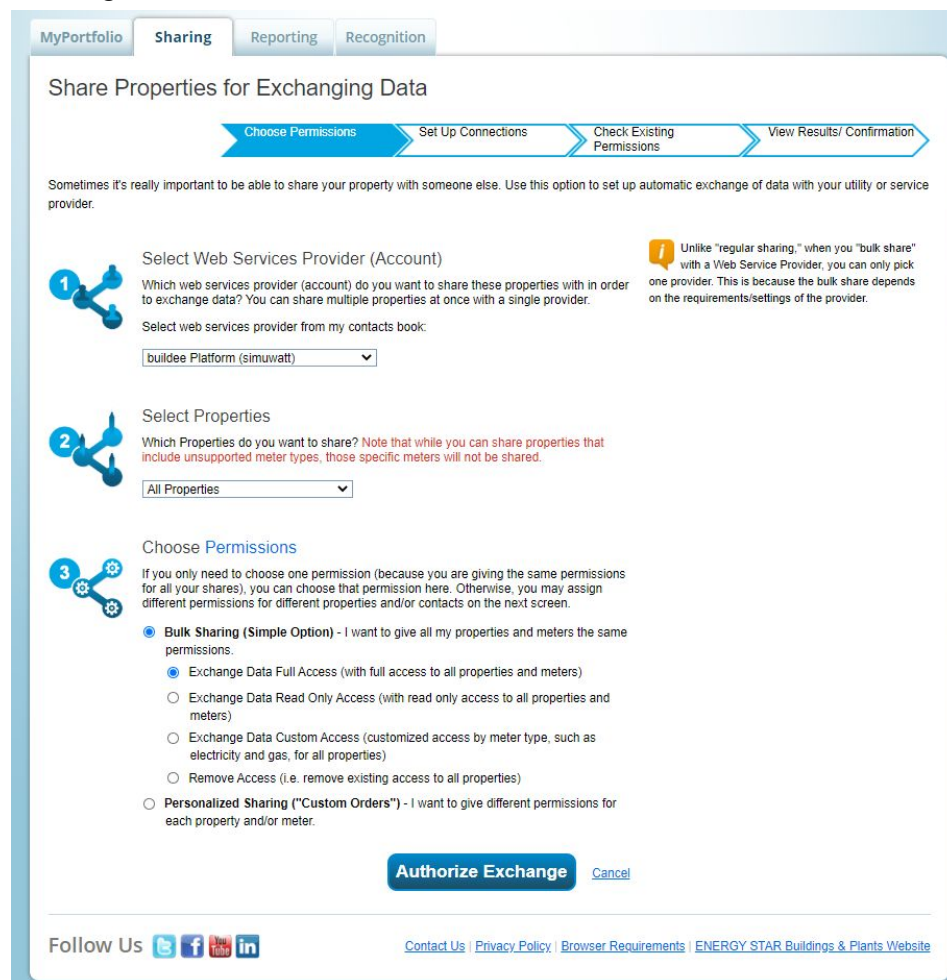 MyPortfolio
Sharing
Reporting
Recognition
Share Properties for Exchanging Data
Choose Permissions
Set Up Connections
Check Existing
Permissions
View Results/ Confirmation
Sometimes it's really important to be able to share your property with someone else. Use this option to set up automatic exchange of data with your utility or service
provider.
1
Select Web Services Provider (Account)
Which web services provider (account) do you want to share these properties with in order
to exchange data? You can share multiple properties at once with a single provider.
Select web services provider from my contacts book:
buildee Platform (simuwatt)
i
Unlike "regular sharing," when you "bulk share"
with a Web Service Provider, you can only pick
one provider. This is because the bulk share depends
on the requirements/settings of the provider.
2
Select Properties
Which Properties do you want to share? Note that while you can share properties that
include unsupported meter types, those specific meters will not be shared.
All Properties
3
Choose Permissions
If you only need to choose one permission (because you are giving the same permissions
for all your shares), you can choose that permission here. Otherwise, you may assign
different permissions for different properties and/or contacts on the next screen.
Bulk Sharing (Simple Option) - I want to give all my properties and meters the same
permissions.
Exchange Data Full Access (with full access to all properties and meters)
Exchange Data Read Only Access (with read only access to all properties and
meters)
Exchange Data Custom Access (customized access by meter type, such as
electricity and gas, for all properties)
Remove Access (i.e. remove existing access to all properties)
Personalized Sharing ("Custom Orders") - I want to give different permissions for
each property and/or meter.
Authorize Exchange
Cancel
Follow Us
You Tube
in
Contact Us | Privacy Policy | Browser Requirements | ENERGY STAR Buildings & Plants Website